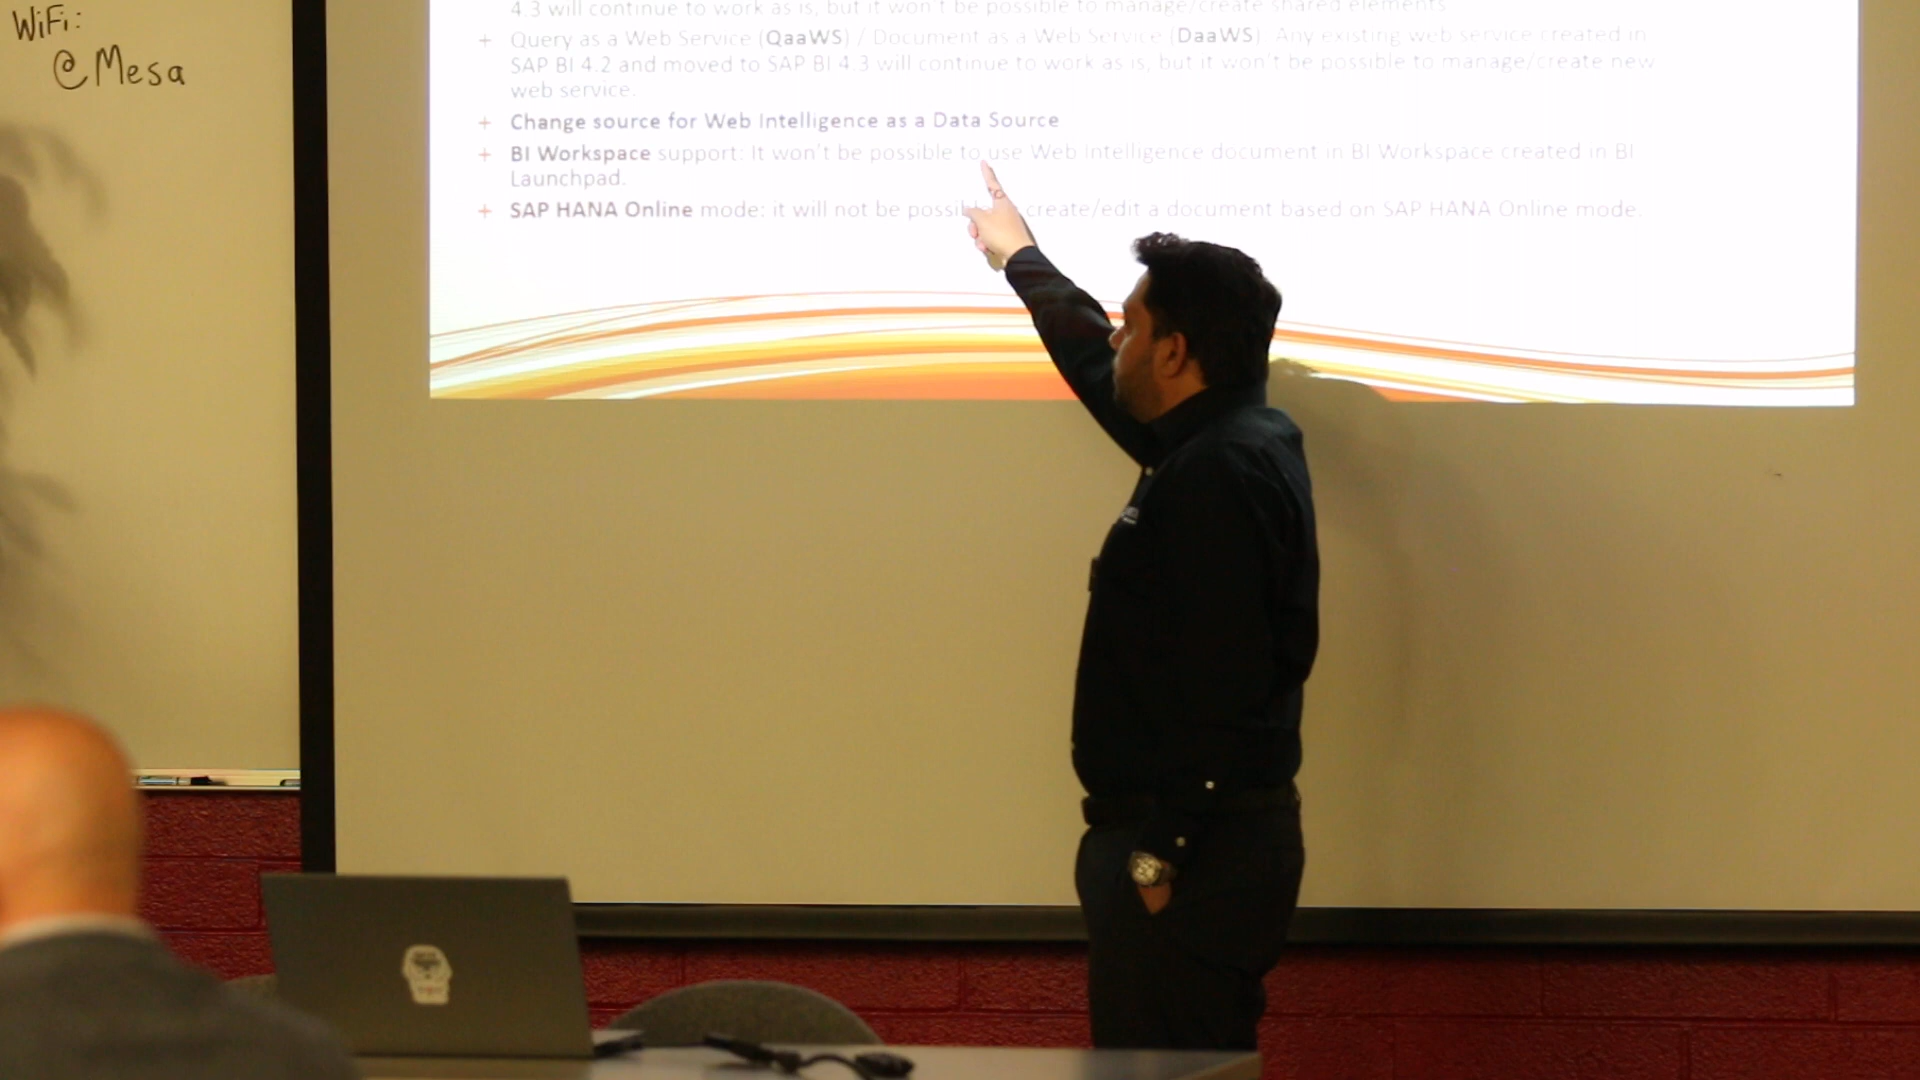 WiFi:
@Mesa
4.3 will continue to work as is, but it won't be possible to manage/create shared elements
+ Query as a Web Service (QaaWS) / Document as a Web Service (DaaWS) Any existing web service created in
SAP BI 4.2 and moved to SAP BI 4.3 will continue to work as is, but it won't be possible to manage/create new
web service.
+ Change source for Web Intelligence as a Data Source
+ BI Workspace support: It won't be possible to use Web Intelligence document in BI Workspace created in BI
Launchpad.
+ SAP HANA Online mode: it will not be create/edit a document based on SAP HANA Online mode.